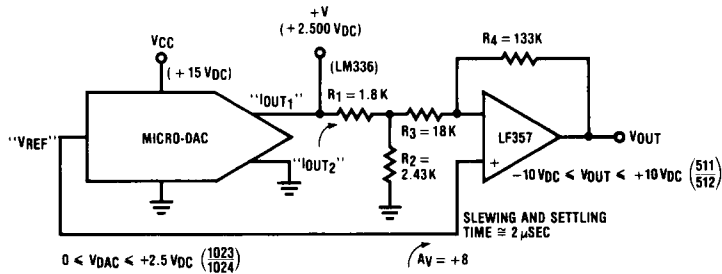 +V
(+2.500 VDC)
VCC
(+15 VDC)
(LM336)
R4 = 133K
"IOUT1"
R1 = 1.8K
"VREF"
MICRO-DAC
R3 = 18K
LF357
VOUT
"IOUT2"
R2 =
2.43K
−
+
−10 VDC ≤ VOUT ≤ +10 VDC (511/512)
SLEWING AND SETTLING
TIME ≅ 2 μSEC
0 ≤ VDAC ≤ +2.5 VDC (1023/1024)
AV = +8